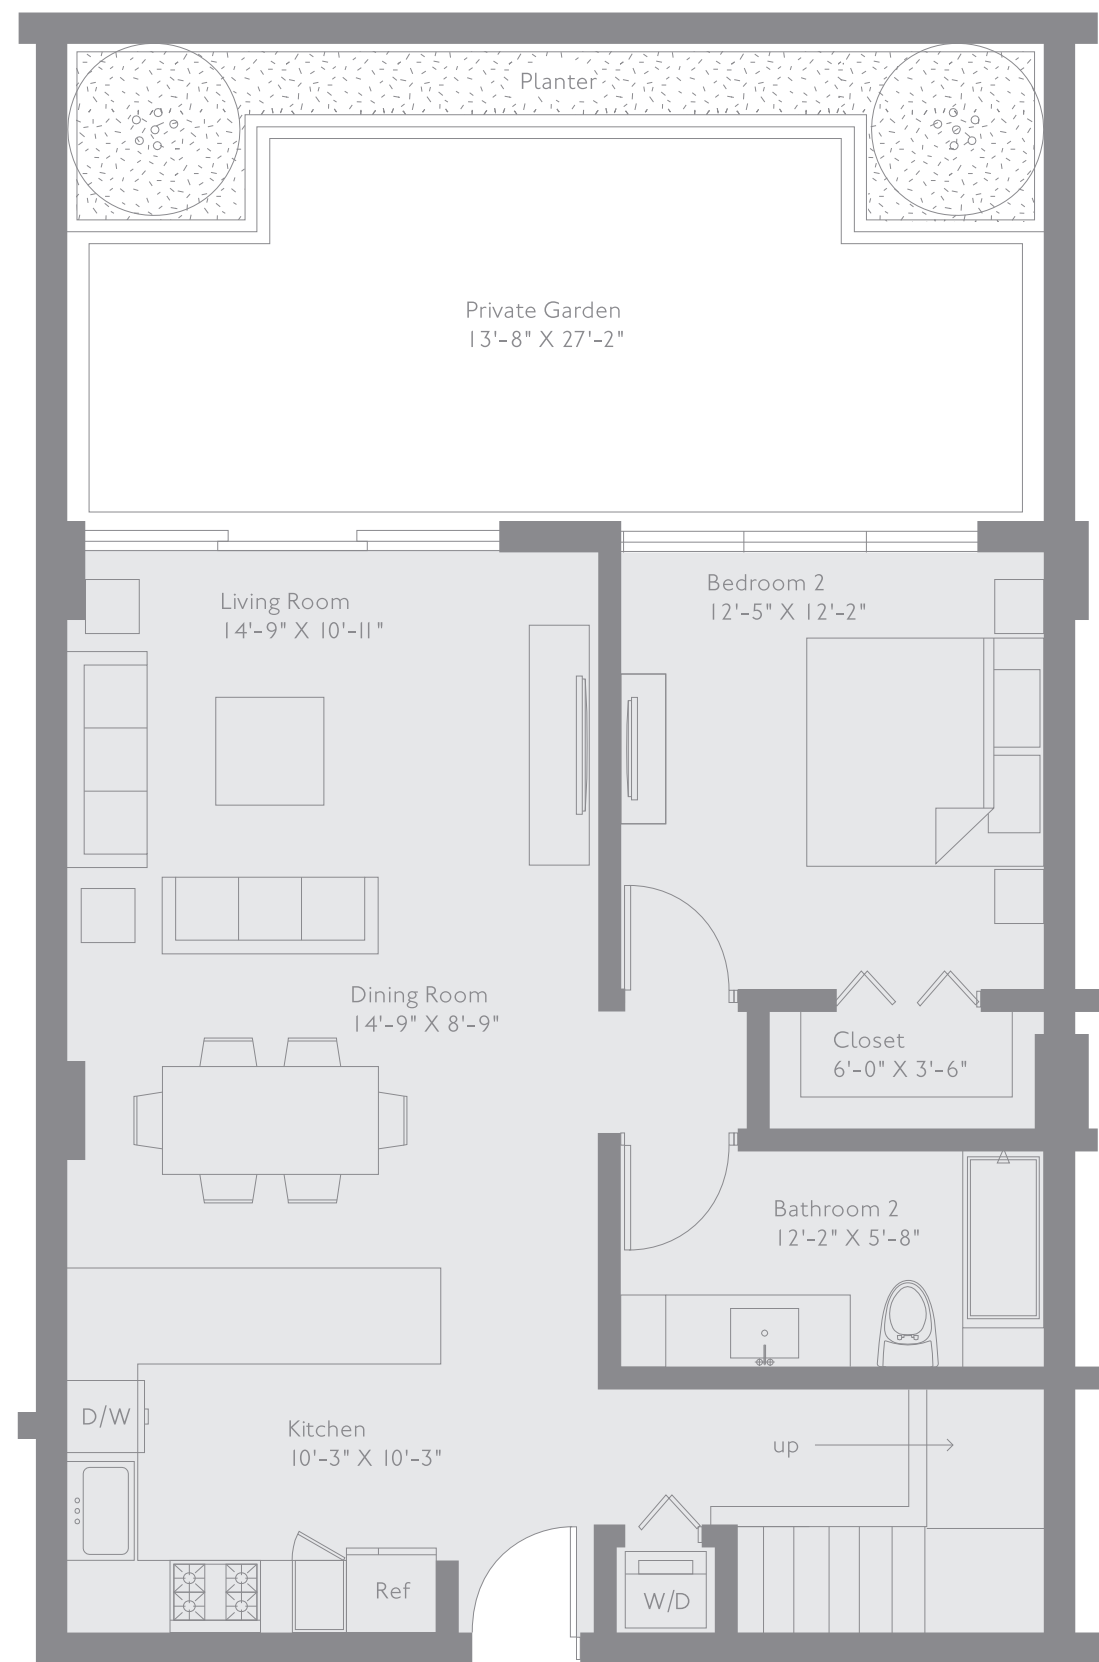 Planter
Private Garden
13'-8" X 27'-2"
Living Room
14'-9" X 10'-11"
Bedroom 2
12'-5" X 12'-2"
Dining Room
14'-9" X 8'-9"
Closet
6'-0" X 3'-6"
Bathroom 2
12'-2" X 5'-8"
D/W
Kitchen
10'-3" X 10'-3"
up
Ref
W/D